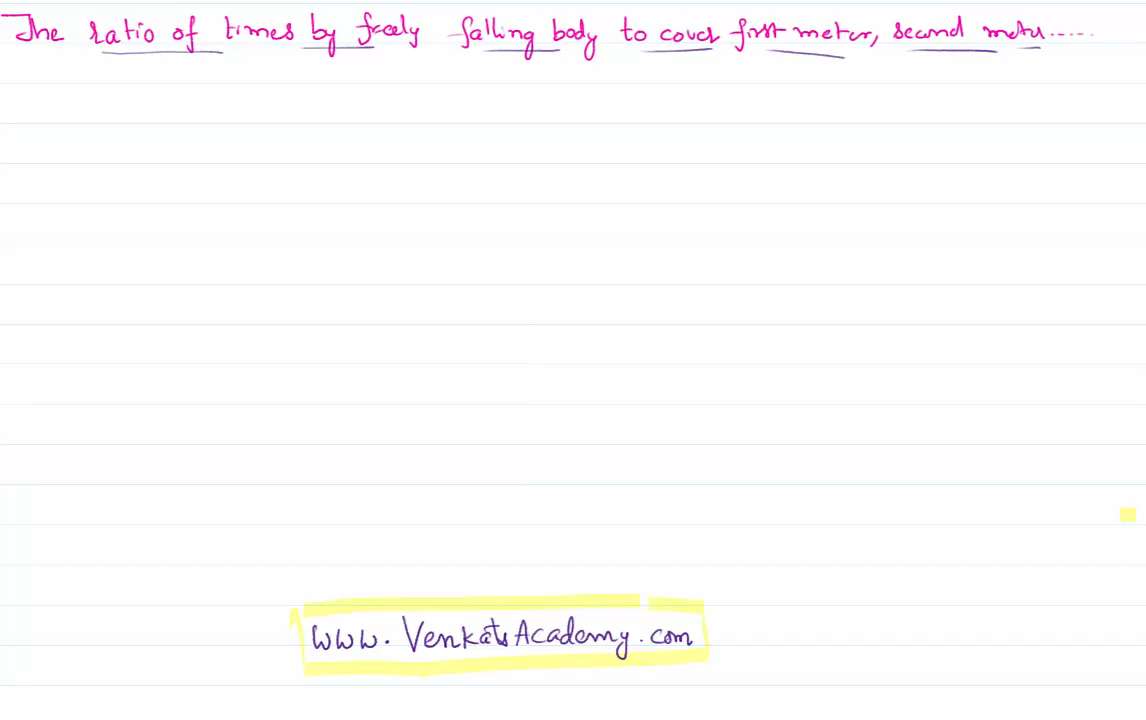 The ratio of times by freely falling body to cover first meter, second meter.....
www.VenkatsAcademy.com